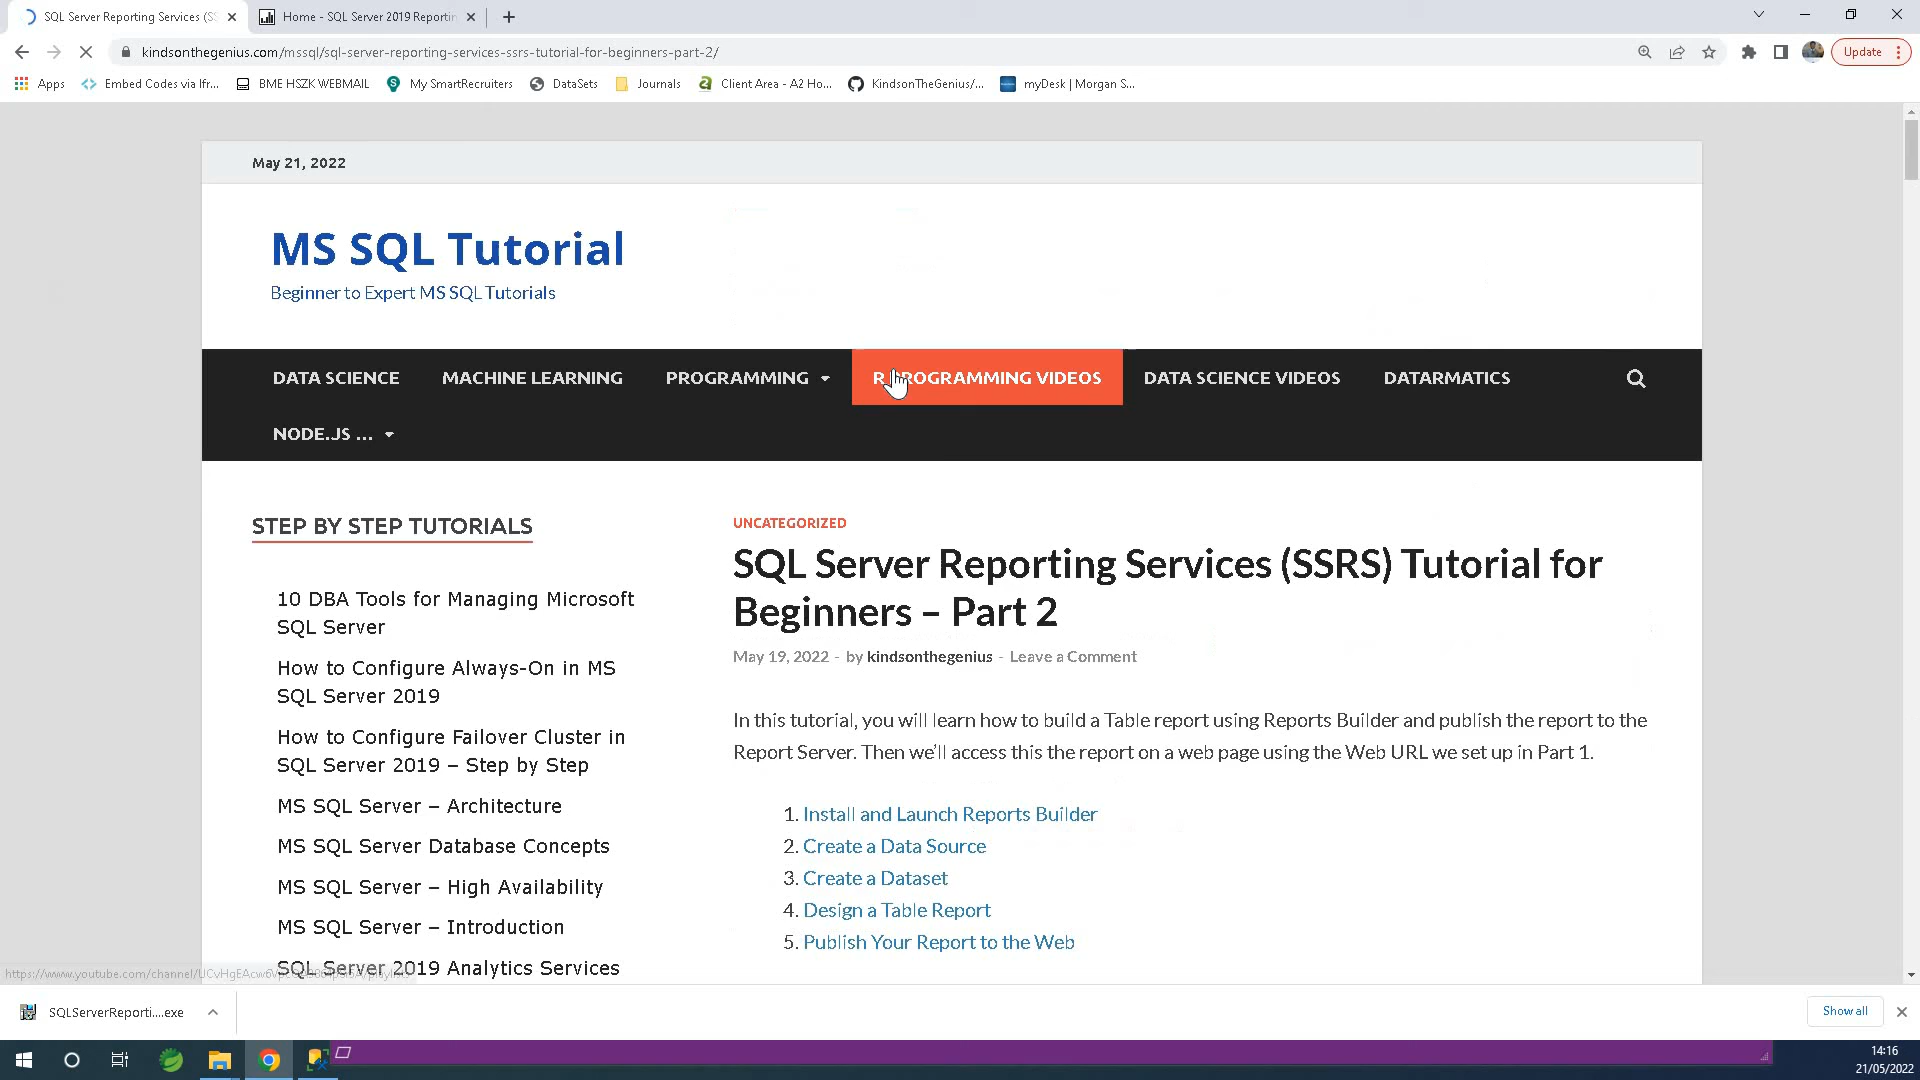 SQL Server Reporting Services (SS
Home - SQL Server 2019 Reportin
kindsonthegenius.com/mssql/sql-server-reporting-services-ssrs-tutorial-for-beginners-part-2/
Update
Apps
Embed Codes via Ifr...
BME HSZK WEBMAIL
My SmartRecruiters
DataSets
Journals
Client Area - A2 Ho...
KindsonTheGenius/...
myDesk | Morgan S...
May 21, 2022
MS SQL Tutorial
Beginner to Expert MS SQL Tutorials
DATA SCIENCE
MACHINE LEARNING
PROGRAMMING
R PROGRAMMING VIDEOS
DATA SCIENCE VIDEOS
DATARMATICS
NODE.JS ...
STEP BY STEP TUTORIALS
10 DBA Tools for Managing Microsoft
SQL Server
How to Configure Always-On in MS
SQL Server 2019
How to Configure Failover Cluster in
SQL Server 2019 – Step by Step
MS SQL Server – Architecture
MS SQL Server Database Concepts
MS SQL Server – High Availability
MS SQL Server – Introduction
SQL Server 2019 Analytics Services
UNCATEGORIZED
SQL Server Reporting Services (SSRS) Tutorial for
Beginners – Part 2
May 19, 2022 - by kindsonthegenius - Leave a Comment
In this tutorial, you will learn how to build a Table report using Reports Builder and publish the report to the
Report Server. Then we'll access this the report on a web page using the Web URL we set up in Part 1.
1. Install and Launch Reports Builder
2. Create a Data Source
3. Create a Dataset
4. Design a Table Report
5. Publish Your Report to the Web
SQLServerReporti....exe
Show all
14:16
21/05/2022